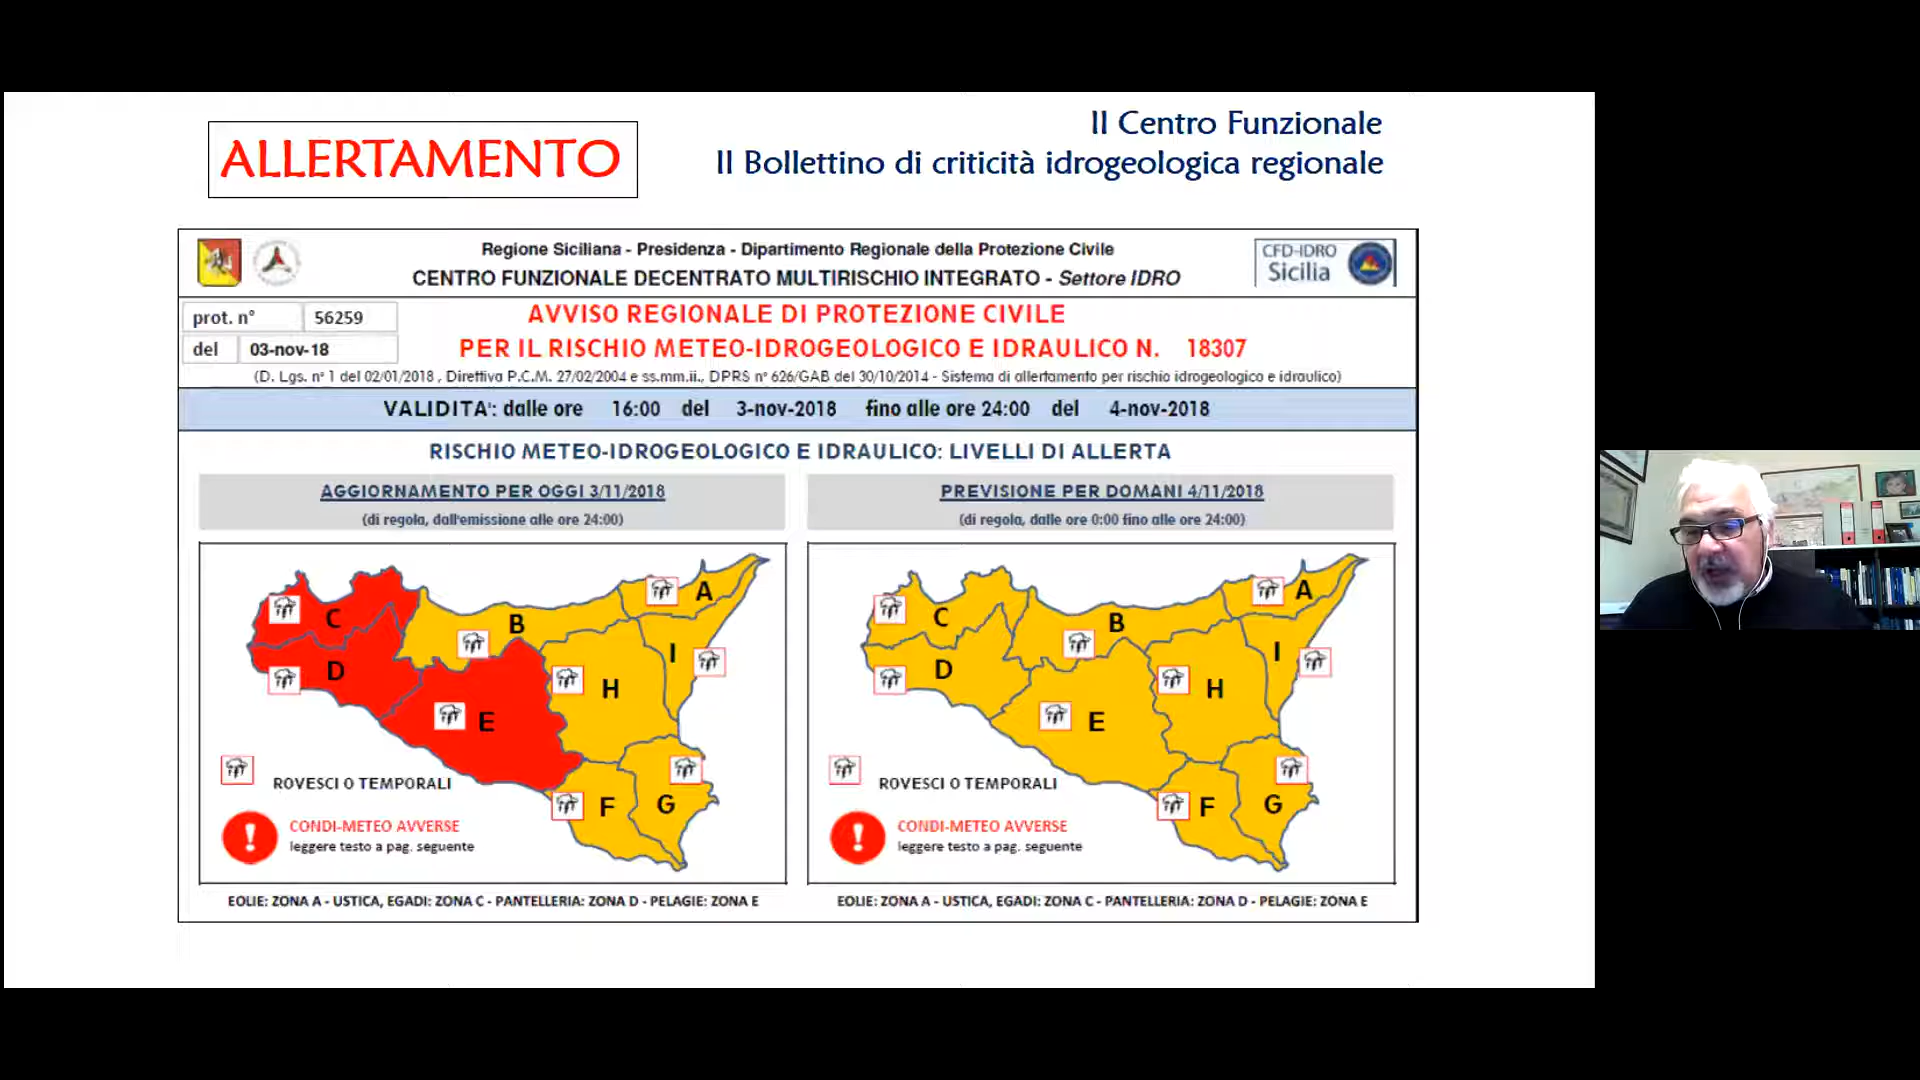 ALLERTAMENTO
Il Centro Funzionale
Il Bollettino di criticità idrogeologica regionale
Regione Siciliana - Presidenza - Dipartimento Regionale della Protezione Civile
CENTRO FUNZIONALE DECENTRATO MULTIRISCHIO INTEGRATO - Settore IDRO
CFD-IDRO
Sicilia
prot. n° 56259
del 03-nov-18
AVVISO REGIONALE DI PROTEZIONE CIVILE
PER IL RISCHIO METEO-IDROGEOLOGICO E IDRAULICO N. 18307
(D. Lgs. n° 1 del 02/01/2018 , Direttiva P.C.M. 27/02/2004 e ss.mm.ii., DPRS n° 626/GAB del 30/10/2014 - Sistema di allertamento per rischio idrogeologico e idraulico)
VALIDITA': dalle ore 16:00 del 3-nov-2018 fino alle ore 24:00 del 4-nov-2018
RISCHIO METEO-IDROGEOLOGICO E IDRAULICO: LIVELLI DI ALLERTA
AGGIORNAMENTO PER OGGI 3/11/2018
(di regola, dall'emissione alle ore 24:00)
A
B
C
I
D
H
E
F
G
ROVESCI O TEMPORALI
! CONDI-METEO AVVERSE
leggere testo a pag. seguente
EOLIE: ZONA A - USTICA, EGADI: ZONA C - PANTELLERIA: ZONA D - PELAGIE: ZONA E
PREVISIONE PER DOMANI 4/11/2018
(di regola, dalle ore 0:00 fino alle ore 24:00)
A
B
C
I
D
H
E
F
G
ROVESCI O TEMPORALI
! CONDI-METEO AVVERSE
leggere testo a pag. seguente
EOLIE: ZONA A - USTICA, EGADI: ZONA C - PANTELLERIA: ZONA D - PELAGIE: ZONA E